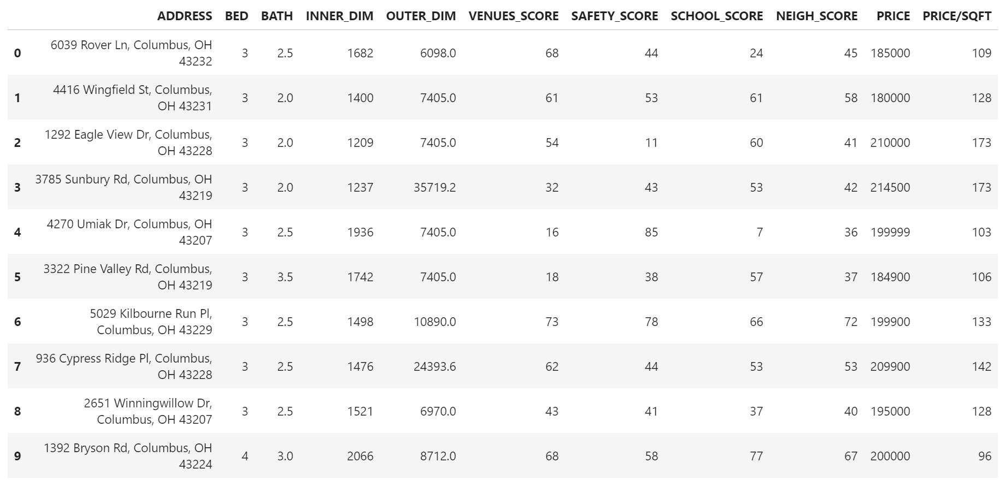 ADDRESS BED BATH INNER_DIM OUTER_DIM VENUES_SCORE SAFETY_SCORE SCHOOL_SCORE NEIGH_SCORE PRICE PRICE/SQFT
0 6039 Rover Ln, Columbus, OH 43232 3 2.5 1682 6098.0 68 44 24 45 185000 109
1 4416 Wingfield St, Columbus, OH 43231 3 2.0 1400 7405.0 61 53 61 58 180000 128
2 1292 Eagle View Dr, Columbus, OH 43228 3 2.0 1209 7405.0 54 11 60 41 210000 173
3 3785 Sunbury Rd, Columbus, OH 43219 3 2.0 1237 35719.2 32 43 53 42 214500 173
4 4270 Umiak Dr, Columbus, OH 43207 3 2.5 1936 7405.0 16 85 7 36 199999 103
5 3322 Pine Valley Rd, Columbus, OH 43219 3 3.5 1742 7405.0 18 38 57 37 184900 106
6 5029 Kilbourne Run Pl, Columbus, OH 43229 3 2.5 1498 10890.0 73 78 66 72 199900 133
7 936 Cypress Ridge Pl, Columbus, OH 43228 3 2.5 1476 24393.6 62 44 53 53 209900 142
8 2651 Winningwillow Dr, Columbus, OH 43207 3 2.5 1521 6970.0 43 41 37 40 195000 128
9 1392 Bryson Rd, Columbus, OH 43224 4 3.0 2066 8712.0 68 58 77 67 200000 96